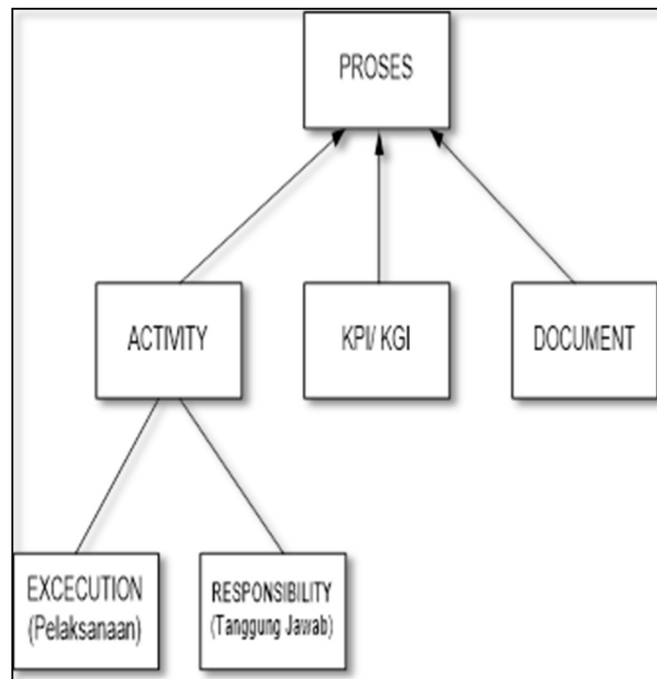 PROSES
ACTIVITY
KPI/ KGI
DOCUMENT
EXCECUTION
(Pelaksanaan)
RESPONSIBILITY
(Tanggung Jawab)